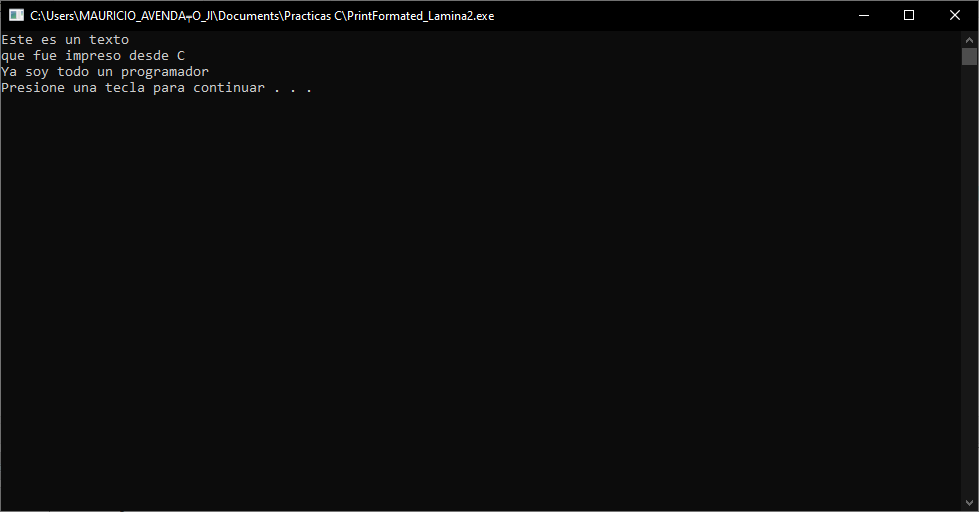 C:\Users\MAURICIO_AVENDA╤O_JI\Documents\Practicas C\PrintFormated_Lamina2.exe
Este es un texto
que fue impreso desde C
Ya soy todo un programador
Presione una tecla para continuar . . .